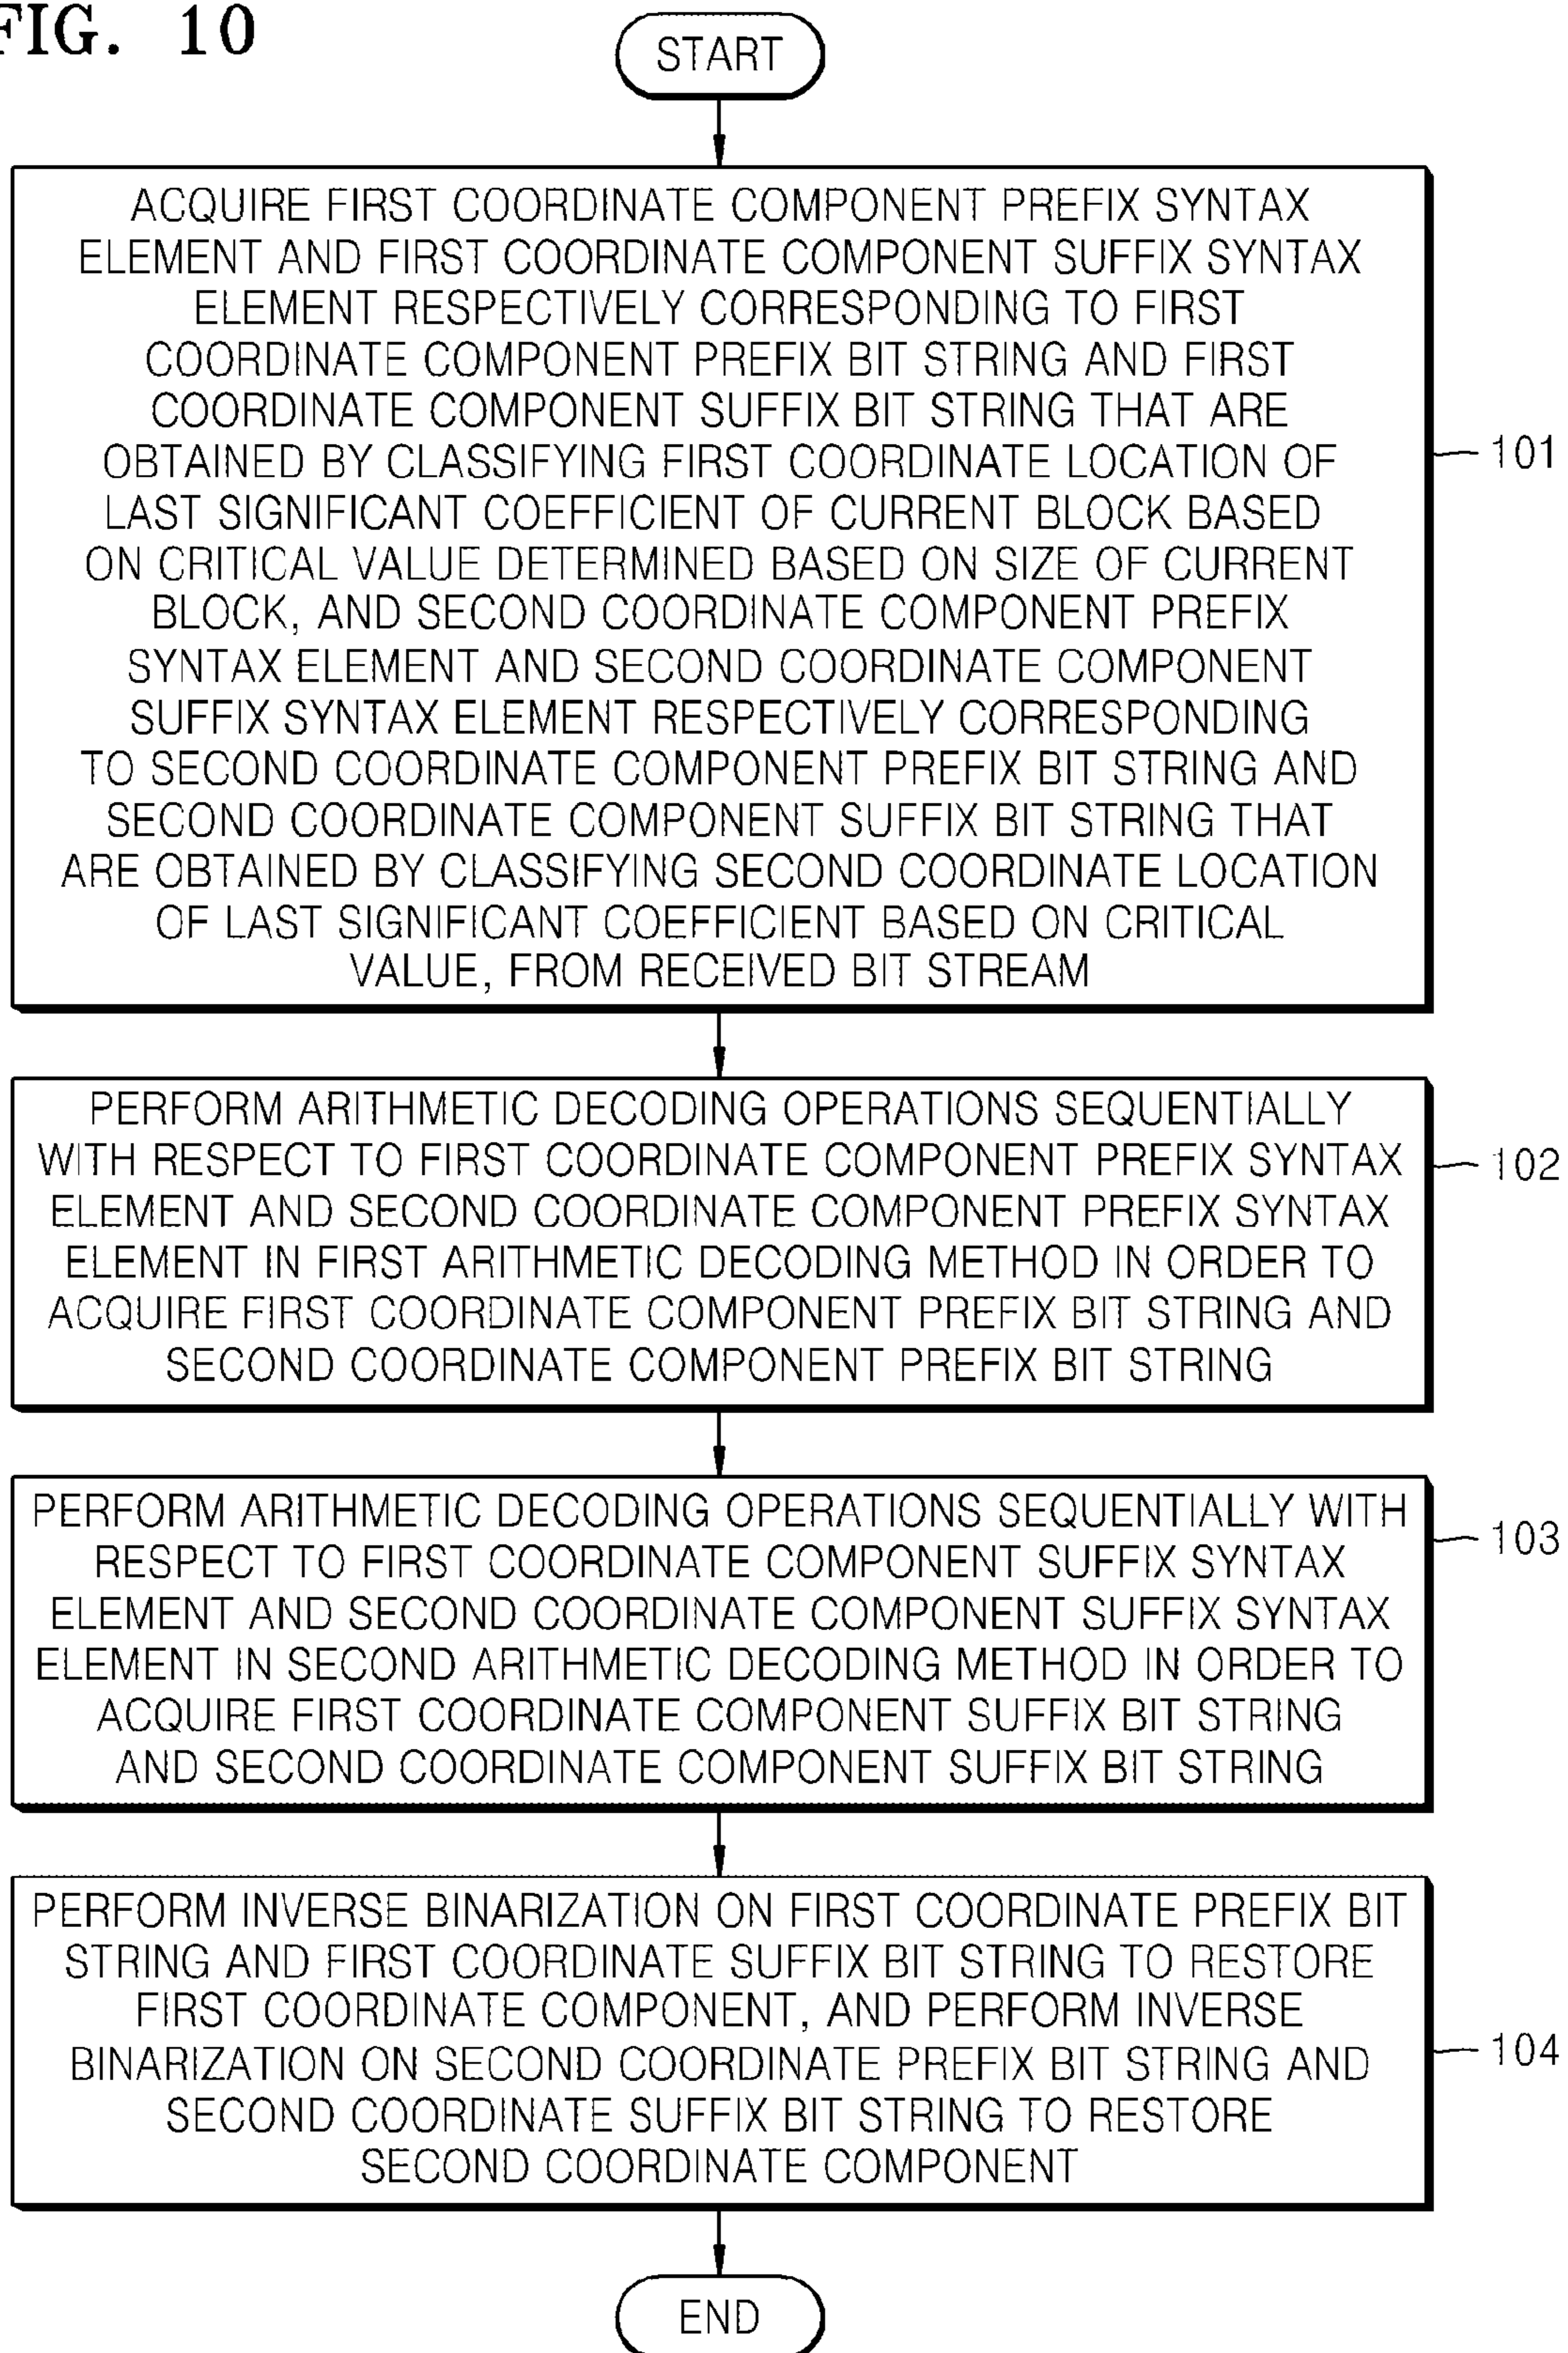 FIG. 10
START
ACQUIRE FIRST COORDINATE COMPONENT PREFIX SYNTAX
ELEMENT AND FIRST COORDINATE COMPONENT SUFFIX SYNTAX
ELEMENT RESPECTIVELY CORRESPONDING TO FIRST
COORDINATE COMPONENT PREFIX BIT STRING AND FIRST
COORDINATE COMPONENT SUFFIX BIT STRING THAT ARE
OBTAINED BY CLASSIFYING FIRST COORDINATE LOCATION OF
LAST SIGNIFICANT COEFFICIENT OF CURRENT BLOCK BASED
ON CRITICAL VALUE DETERMINED BASED ON SIZE OF CURRENT
BLOCK, AND SECOND COORDINATE COMPONENT PREFIX
SYNTAX ELEMENT AND SECOND COORDINATE COMPONENT
SUFFIX SYNTAX ELEMENT RESPECTIVELY CORRESPONDING
TO SECOND COORDINATE COMPONENT PREFIX BIT STRING AND
SECOND COORDINATE COMPONENT SUFFIX BIT STRING THAT
ARE OBTAINED BY CLASSIFYING SECOND COORDINATE LOCATION
OF LAST SIGNIFICANT COEFFICIENT BASED ON CRITICAL
VALUE, FROM RECEIVED BIT STREAM
101
PERFORM ARITHMETIC DECODING OPERATIONS SEQUENTIALLY
WITH RESPECT TO FIRST COORDINATE COMPONENT PREFIX SYNTAX
ELEMENT AND SECOND COORDINATE COMPONENT PREFIX SYNTAX
ELEMENT IN FIRST ARITHMETIC DECODING METHOD IN ORDER TO
ACQUIRE FIRST COORDINATE COMPONENT PREFIX BIT STRING AND
SECOND COORDINATE COMPONENT PREFIX BIT STRING
102
PERFORM ARITHMETIC DECODING OPERATIONS SEQUENTIALLY WITH
RESPECT TO FIRST COORDINATE COMPONENT SUFFIX SYNTAX
ELEMENT AND SECOND COORDINATE COMPONENT SUFFIX SYNTAX
ELEMENT IN SECOND ARITHMETIC DECODING METHOD IN ORDER TO
ACQUIRE FIRST COORDINATE COMPONENT SUFFIX BIT STRING
AND SECOND COORDINATE COMPONENT SUFFIX BIT STRING
103
PERFORM INVERSE BINARIZATION ON FIRST COORDINATE PREFIX BIT
STRING AND FIRST COORDINATE SUFFIX BIT STRING TO RESTORE
FIRST COORDINATE COMPONENT, AND PERFORM INVERSE
BINARIZATION ON SECOND COORDINATE PREFIX BIT STRING AND
SECOND COORDINATE SUFFIX BIT STRING TO RESTORE
SECOND COORDINATE COMPONENT
104
END